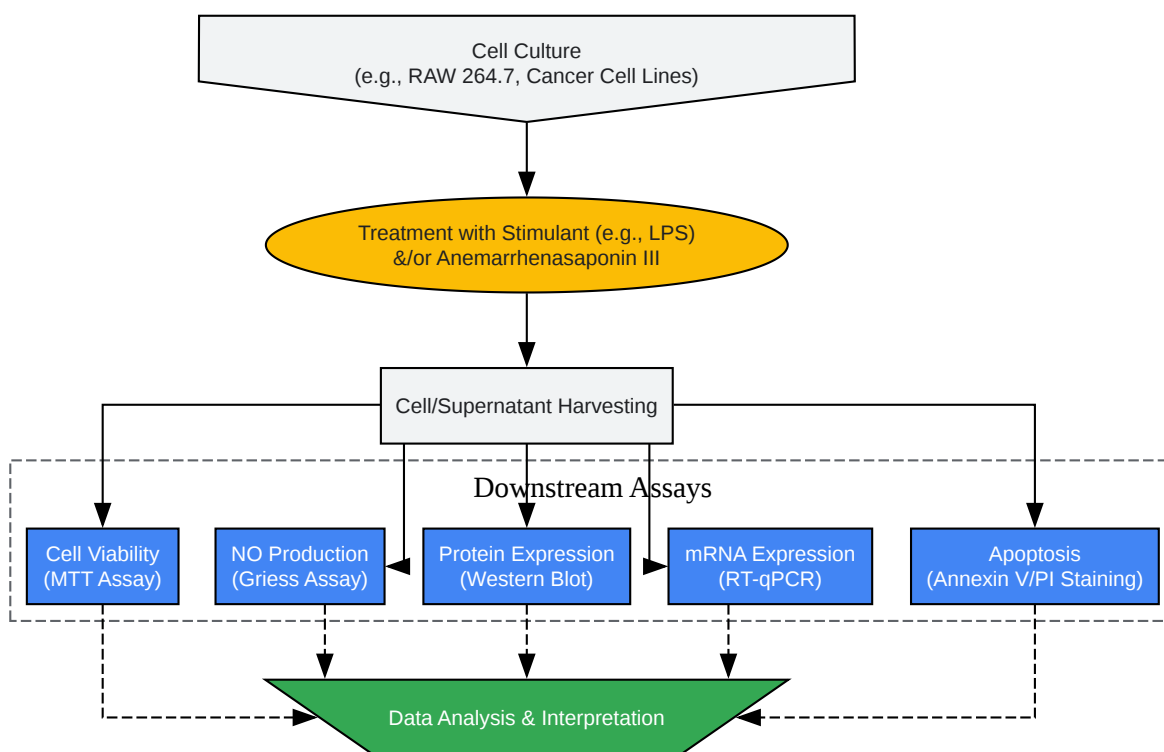 Cell Culture
(e.g., RAW 264.7, Cancer Cell Lines)
Treatment with Stimulant (e.g., LPS)
&/or Anemarrhenasaponin III
Cell/Supernatant Harvesting
Downstream Assays
Cell Viability
(MTT Assay)
NO Production
(Griess Assay)
Protein Expression
(Western Blot)
mRNA Expression
(RT-qPCR)
Apoptosis
(Annexin V/PI Staining)
Data Analysis & Interpretation